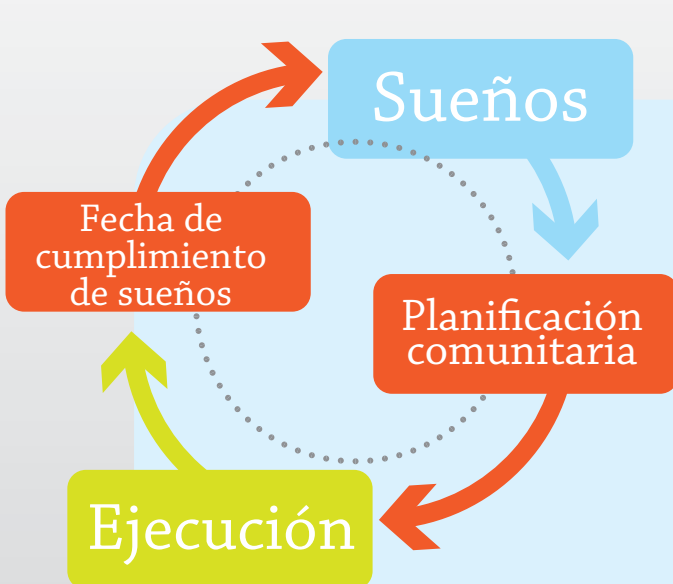 Sueños
Fecha de
cumplimiento
de sueños
Planificación
comunitaria
Ejecución